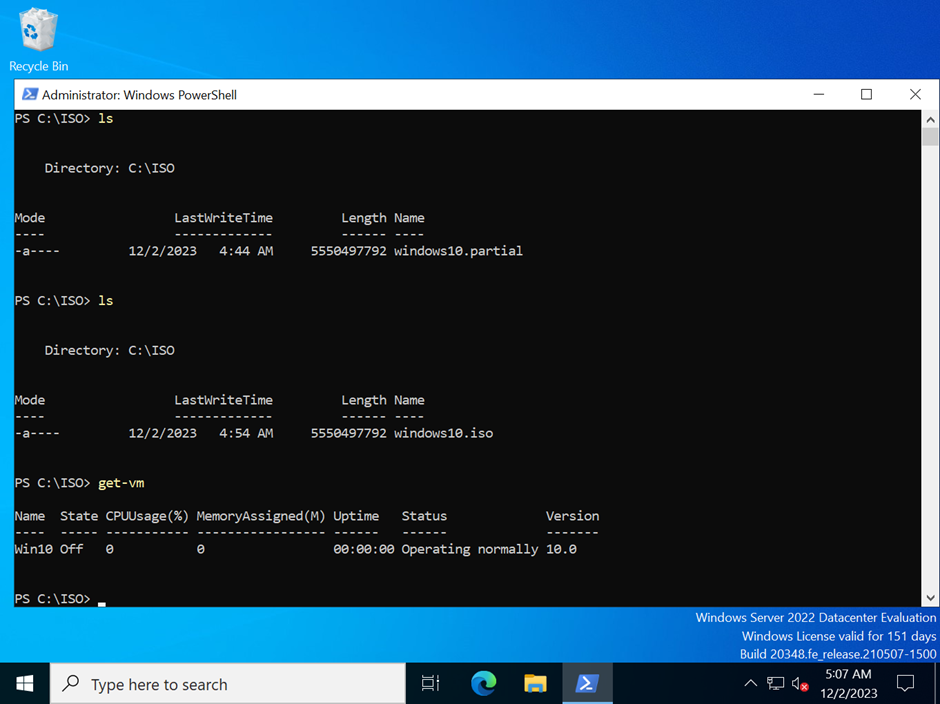 Recycle Bin
Administrator: Windows PowerShell
PS C:\ISO> ls
Directory: C:\ISO
Mode                LastWriteTime         Length Name
----                -------------         ------ ----
-a----        12/2/2023   4:44 AM     5550497792 windows10.partial
PS C:\ISO> ls
Directory: C:\ISO
Mode                LastWriteTime         Length Name
----                -------------         ------ ----
-a----        12/2/2023   4:54 AM     5550497792 windows10.iso
PS C:\ISO> get-vm
Name  State CPUUsage(%) MemoryAssigned(M) Uptime   Status             Version
----  ----- ----------- ----------------- ------   ------             -------
Win10 Off   0           0                 00:00:00 Operating normally 10.0
PS C:\ISO>
Windows Server 2022 Datacenter Evaluation
Windows License valid for 151 days
Build 20348.fe_release.210507-1500
Type here to search
5:07 AM
12/2/2023